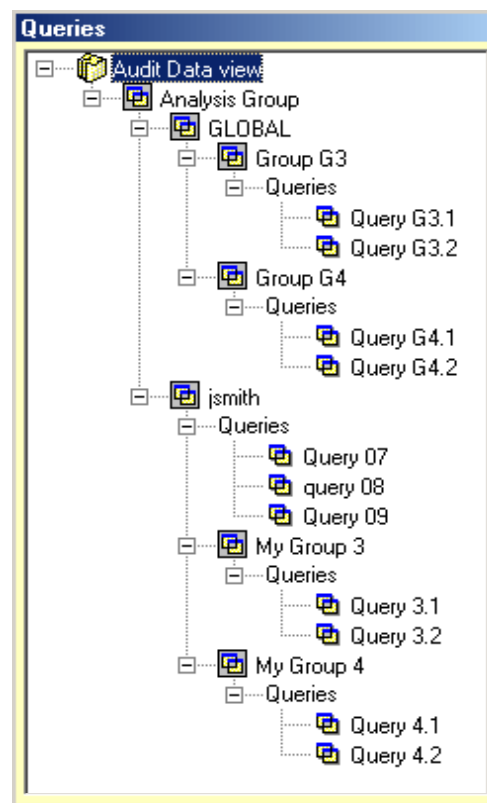 Queries
Audit Data view
Analysis Group
GLOBAL
Group G3
Queries
Query G3.1
Query G3.2
Group G4
Queries
Query G4.1
Query G4.2
jsmith
Queries
Query 07
query 08
Query 09
My Group 3
Queries
Query 3.1
Query 3.2
My Group 4
Queries
Query 4.1
Query 4.2